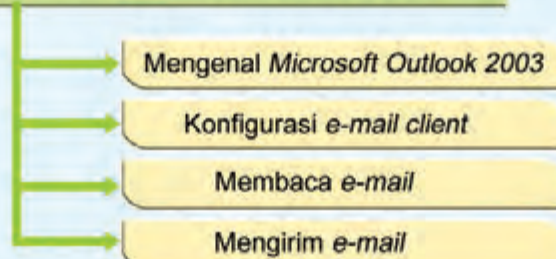 Mengenal Microsoft Outlook 2003
Konfigurasi e-mail client
Membaca e-mail
Mengirim e-mail